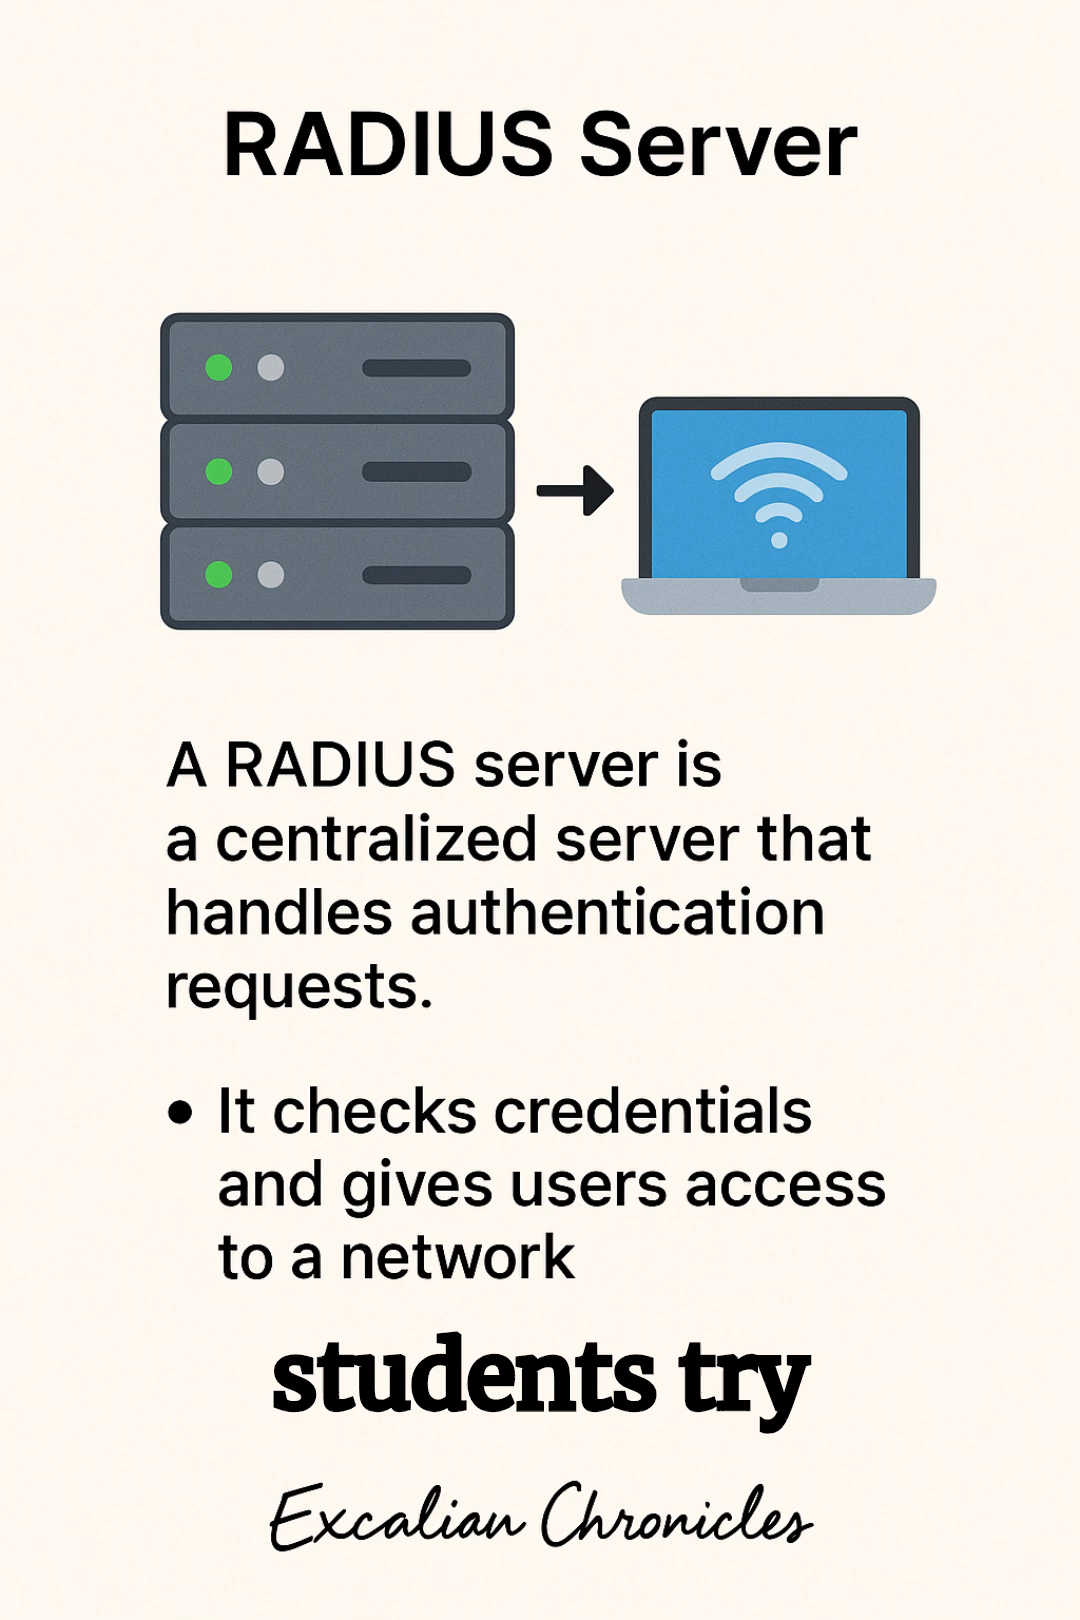 RADIUS Server
A RADIUS server is
a centralized server that
handles authentication
requests.
• It checks credentials
and gives users access
to a network
students try
Excalian Chronicles